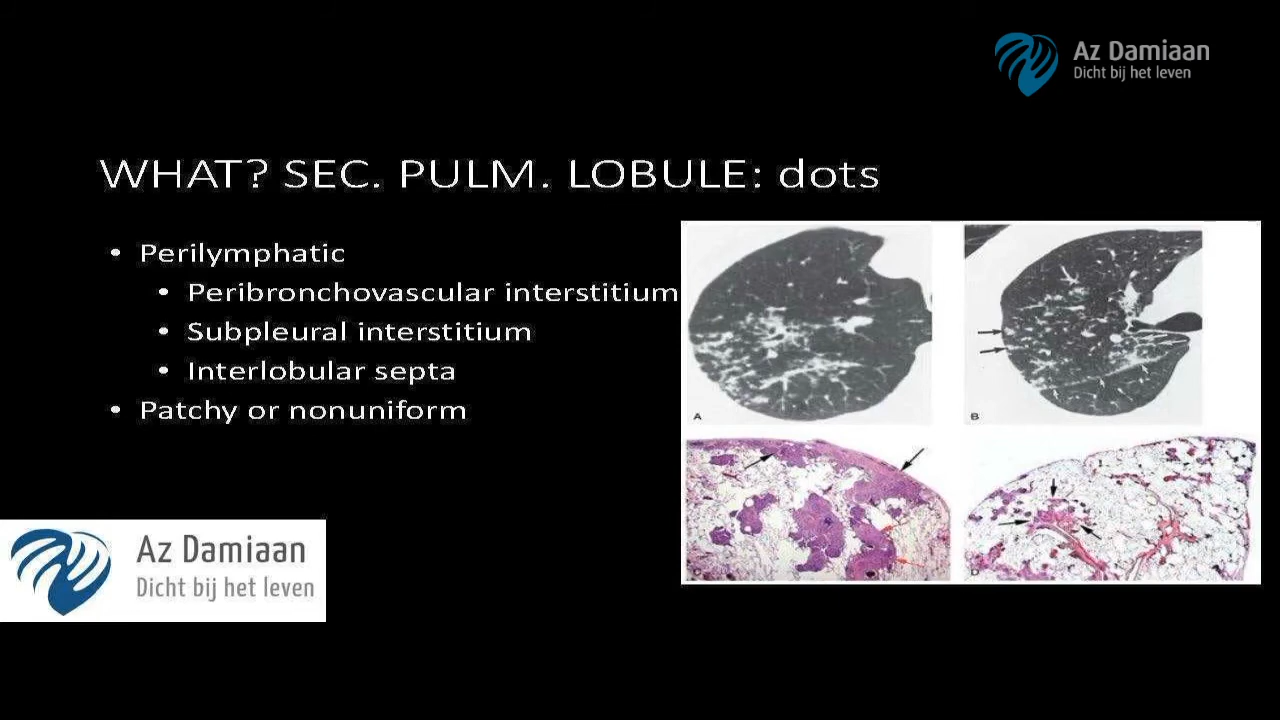 Az Damiaan
Dicht bij het leven
WHAT? SEC. PULM. LOBULE: dots
• Perilymphatic
• Peribronchovascular interstitium
• Subpleural interstitium
• Interlobular septa
• Patchy or nonuniform
A
B
C
D
Az Damiaan
Dicht bij het leven